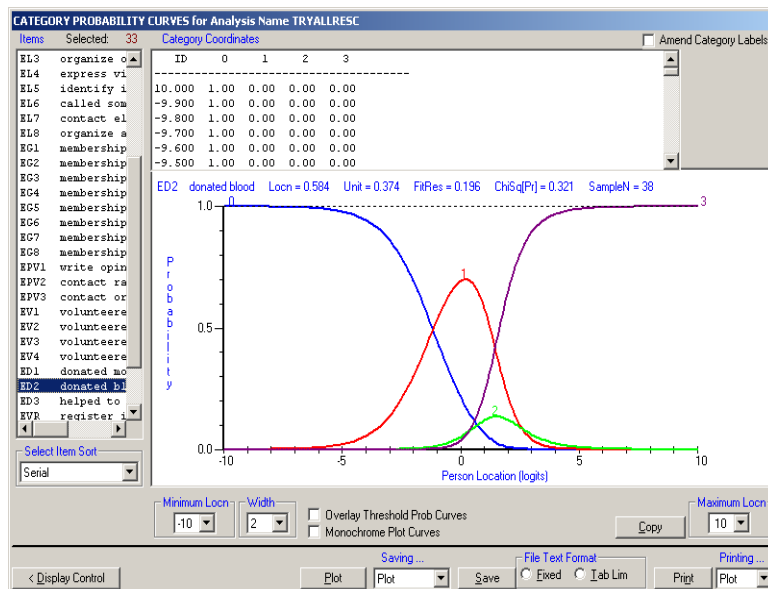 CATEGORY PROBABILITY CURVES for Analysis Name TRYALLRESC
Items Selected: 33 Category Coordinates
Amend Category Labels
EL3 organize o
EL4 express vi
EL5 identify i
EL6 called som
EL7 contact el
EL8 organize a
EG1 membership
EG2 membership
EG3 membership
EG4 membership
EG5 membership
EG6 membership
EG7 membership
EG8 membership
EPV1 write opin
EPV2 contact ra
EPV3 contact or
EV1 volunteere
EV2 volunteere
EV3 volunteere
EV4 volunteere
ED1 donated mo
ED2 donated bl
ED3 helped to
EVR register i
Select Item Sort
Serial
ID 0 1 2 3
----------------------------------------
10.000 1.00 0.00 0.00 0.00
-9.900 1.00 0.00 0.00 0.00
-9.800 1.00 0.00 0.00 0.00
-9.700 1.00 0.00 0.00 0.00
-9.600 1.00 0.00 0.00 0.00
-9.500 1.00 0.00 0.00 0.00
ED2 donated blood Locn = 0.584 Unit = 0.374 FitRes = 0.196 ChiSq[Pr] = 0.321 SampleN = 38
1.0
0
3
Probability
1
0.5
2
0.0
-10 -5 0 5 10
Person Location (logits)
Minimum Locn
-10
Width
2
Overlay Threshold Prob Curves
Monochrome Plot Curves
Copy
Maximum Locn
10
< Display Control
Plot
Saving ...
Plot
Save
File Text Format
Fixed Tab Lim
Print
Printing ...
Plot